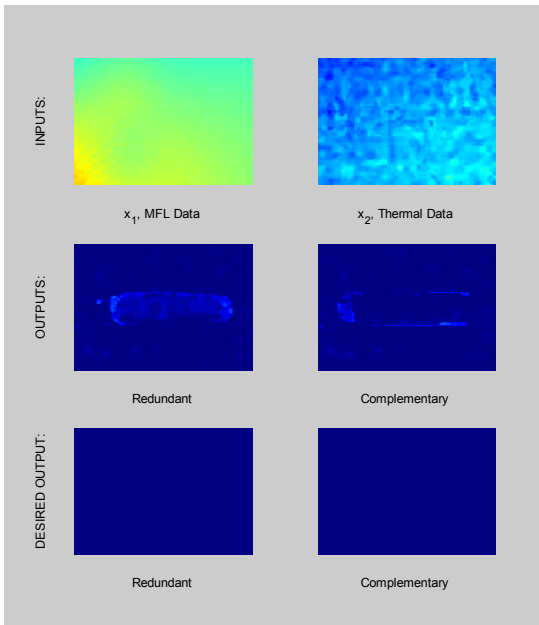 INPUTS:
x1, MFL Data
x2, Thermal Data
OUTPUTS:
Redundant
Complementary
DESIRED OUTPUT:
Redundant
Complementary